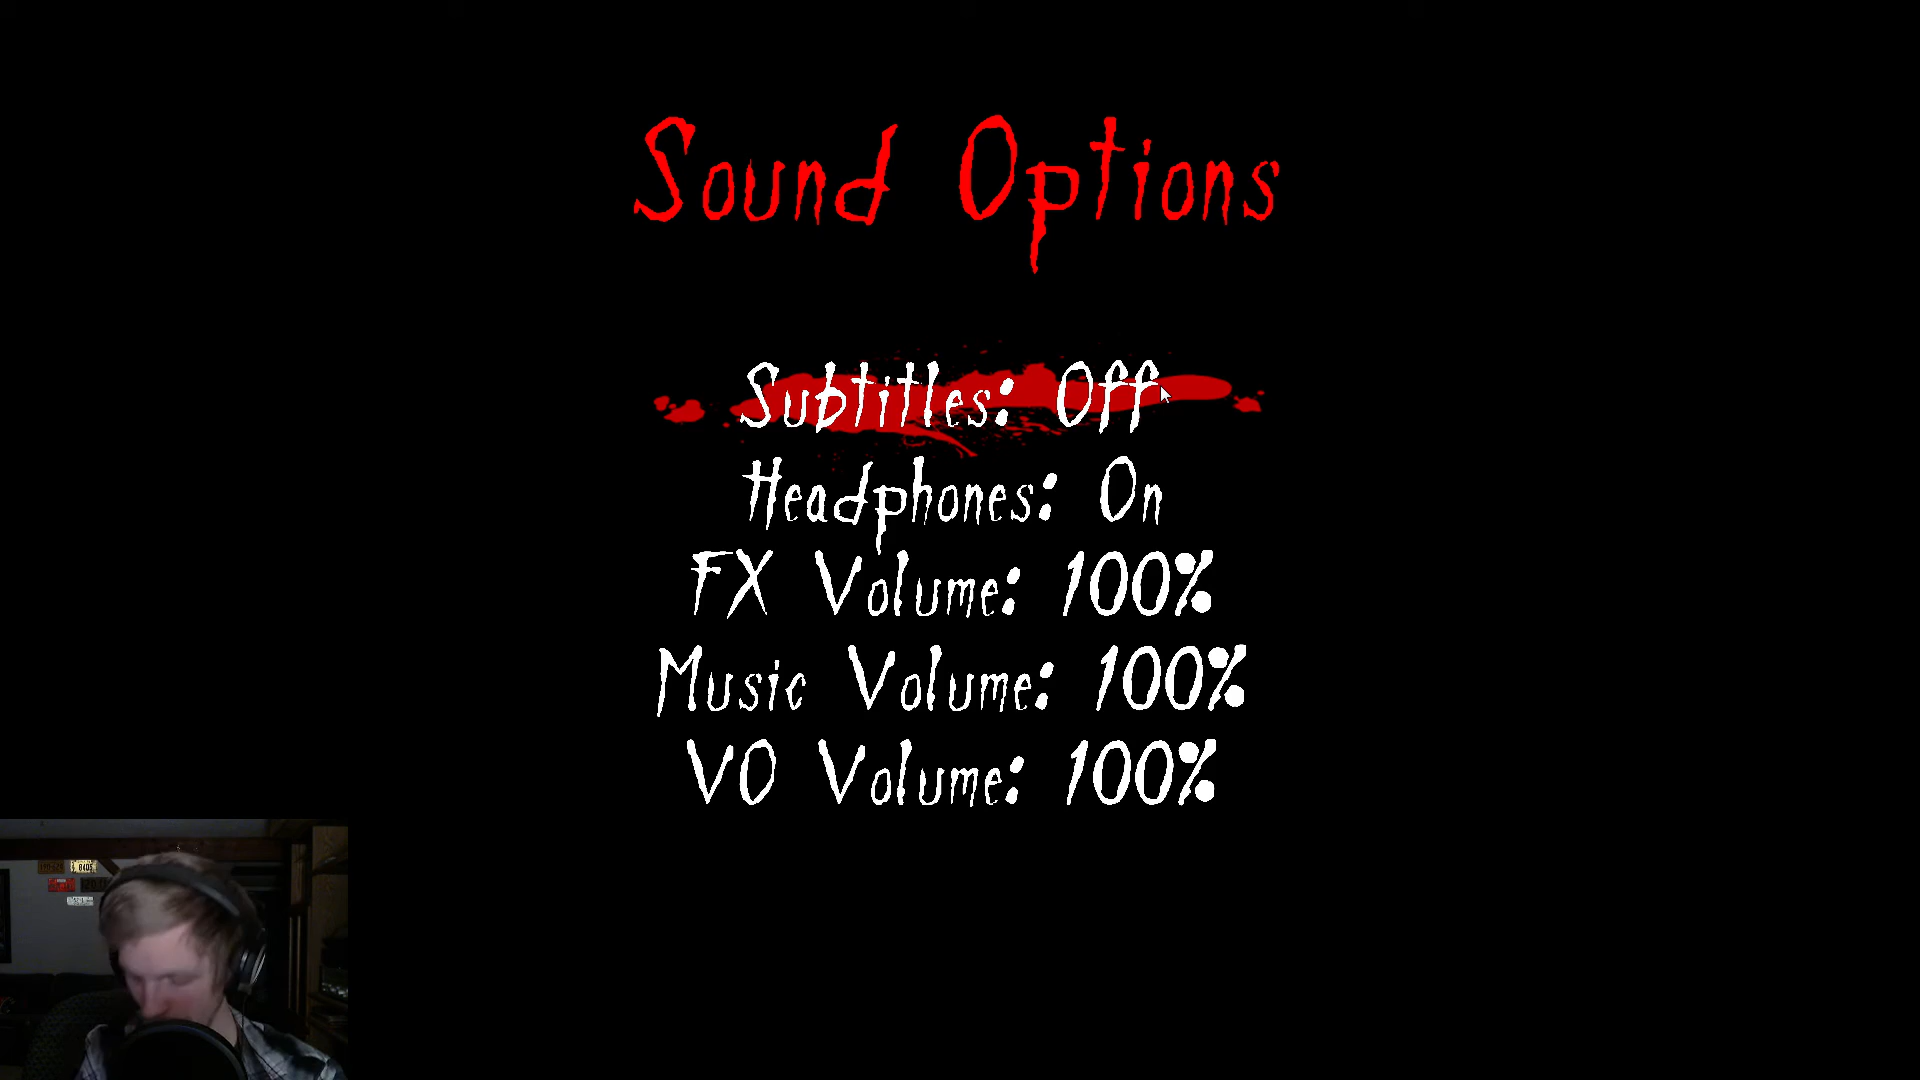 Sound Options
Subtitles: Off
Headphones: On
FX Volume: 100%
Music Volume: 100%
VO Volume: 100%